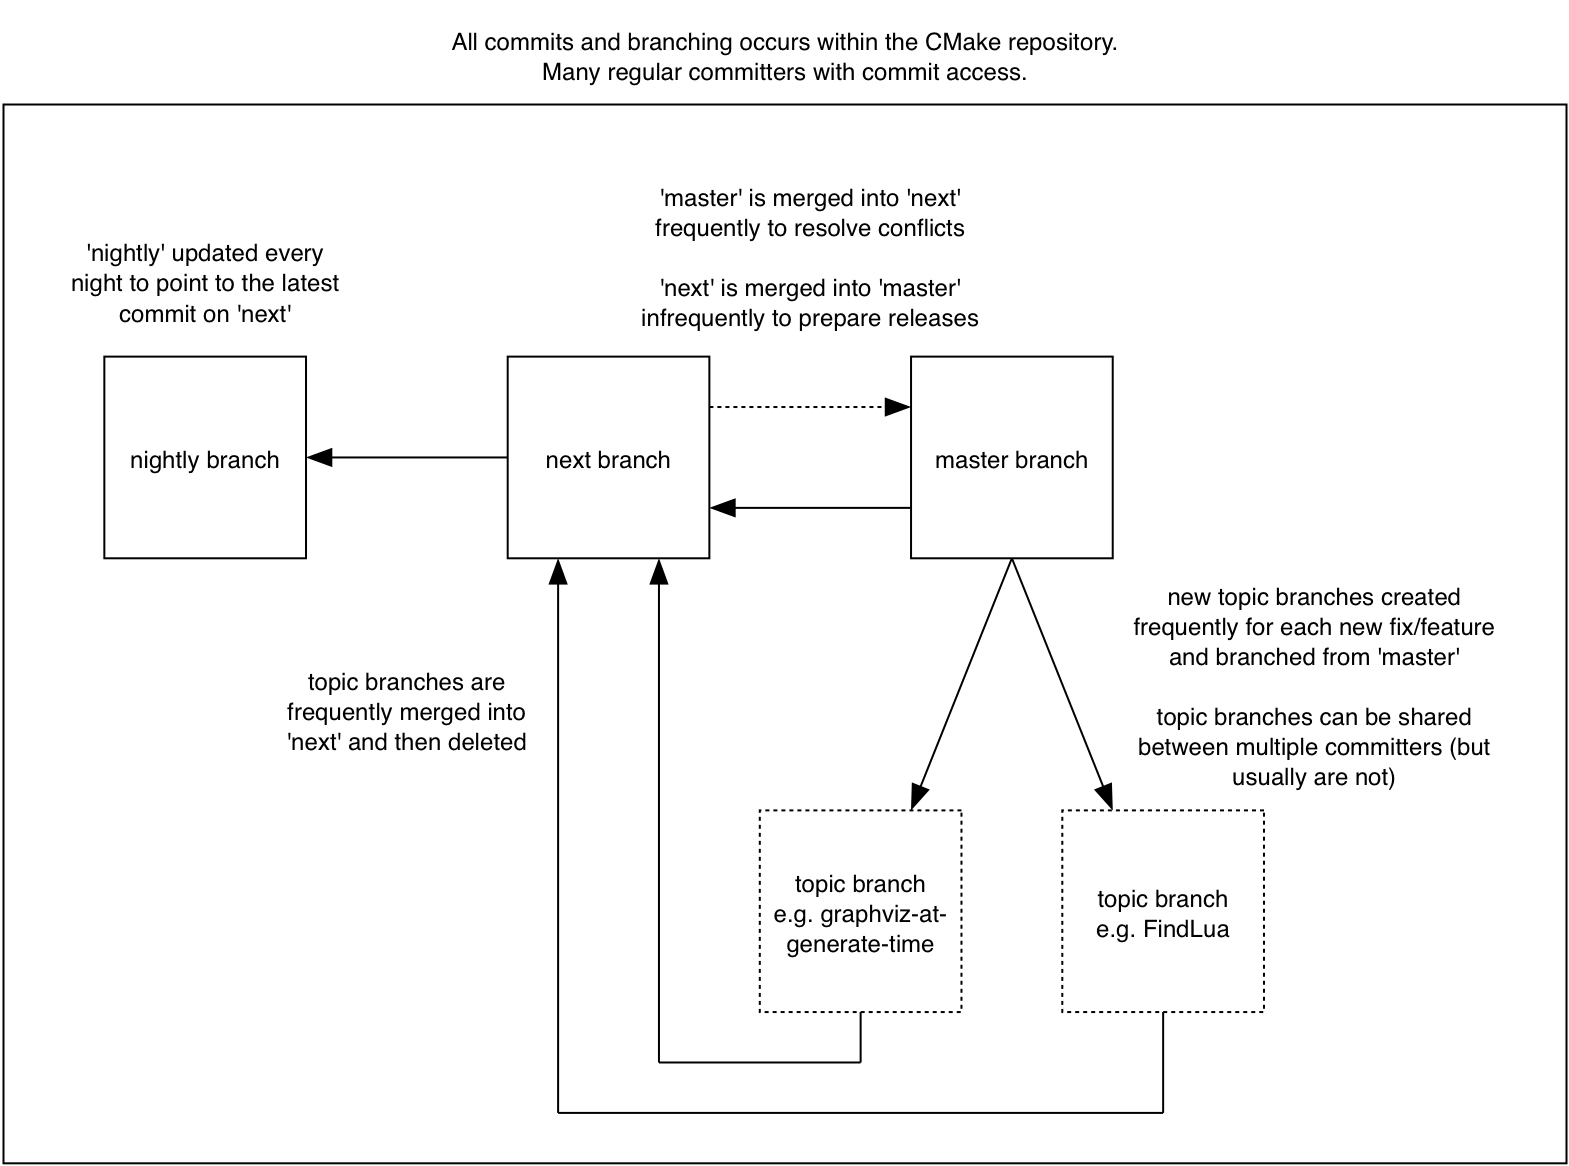 All commits and branching occurs within the CMake repository.
Many regular committers with commit access.
'master' is merged into 'next'
frequently to resolve conflicts
'next' is merged into 'master'
infrequently to prepare releases
'nightly' updated every
night to point to the latest
commit on 'next'
nightly branch
next branch
master branch
new topic branches created
frequently for each new fix/feature
and branched from 'master'
topic branches can be shared
between multiple committers (but
usually are not)
topic branches are
frequently merged into
'next' and then deleted
topic branch
e.g. graphviz-at-
generate-time
topic branch
e.g. FindLua